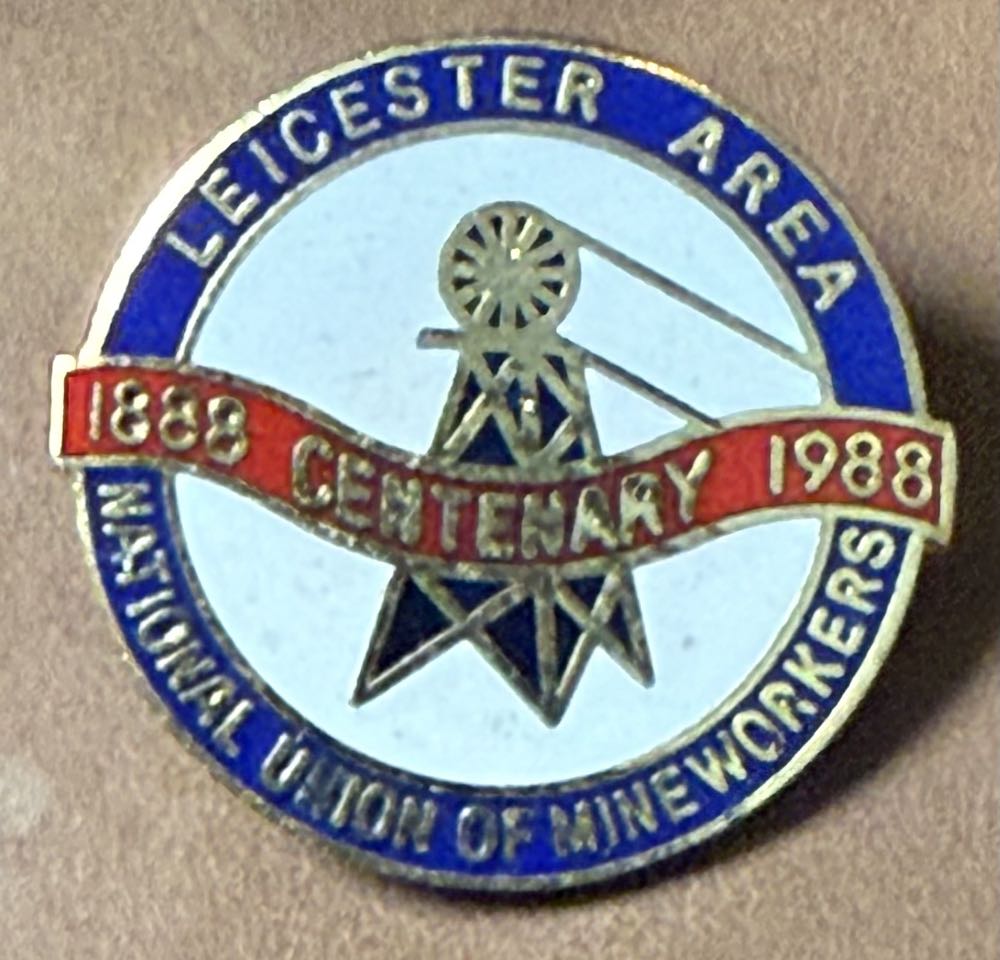 LEICESTER AREA
1888 CENTENARY 1988
NATIONAL UNION OF MINEWORKERS